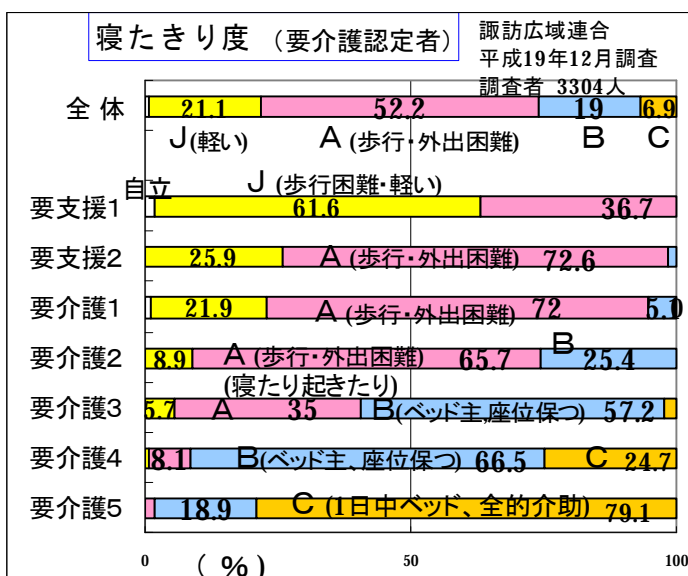 寝たきり度 (要介護認定者)
諏訪広域連合
平成19年12月調査
調査者 3304人
全 体 21.1 52.2 19 6.9
J(軽い) A (歩行・外出困難) B C
自立 J (歩行困難・軽い)
要支援1 61.6 36.7
要支援2 25.9 A (歩行・外出困難) 72.6
要介護1 21.9 A (歩行・外出困難) 72 5.0
要介護2 8.9 A (歩行・外出困難) 65.7 B 25.4
(寝たり起きたり)
要介護3 5.7 A 35 B(ベッド主,座位保つ) 57.2
要介護4 8.1 B(ベッド主、座位保つ) 66.5 C 24.7
要介護5 18.9 C (1日中ベッド、全的介助) 79.1
0 50 100
( %)